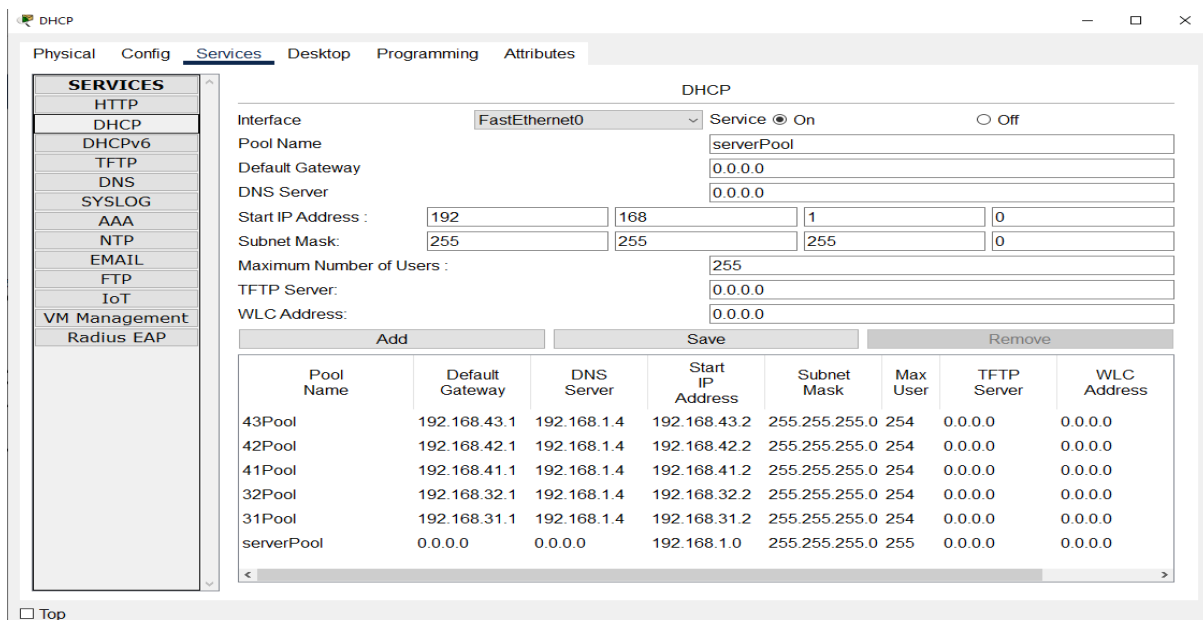 DHCP
Physical Config Services Desktop Programming Attributes
SERVICES
HTTP
DHCP
DHCPv6
TFTP
DNS
SYSLOG
AAA
NTP
EMAIL
FTP
IoT
VM Management
Radius EAP
DHCP
Interface FastEthernet0 Service On Off
Pool Name serverPool
Default Gateway 0.0.0.0
DNS Server 0.0.0.0
Start IP Address : 192 168 1 0
Subnet Mask: 255 255 255 0
Maximum Number of Users : 255
TFTP Server: 0.0.0.0
WLC Address: 0.0.0.0
Add Save Remove
Pool Name Default Gateway DNS Server Start IP Address Subnet Mask Max User TFTP Server WLC Address
43Pool 192.168.43.1 192.168.1.4 192.168.43.2 255.255.255.0 254 0.0.0.0 0.0.0.0
42Pool 192.168.42.1 192.168.1.4 192.168.42.2 255.255.255.0 254 0.0.0.0 0.0.0.0
41Pool 192.168.41.1 192.168.1.4 192.168.41.2 255.255.255.0 254 0.0.0.0 0.0.0.0
32Pool 192.168.32.1 192.168.1.4 192.168.32.2 255.255.255.0 254 0.0.0.0 0.0.0.0
31Pool 192.168.31.1 192.168.1.4 192.168.31.2 255.255.255.0 254 0.0.0.0 0.0.0.0
serverPool 0.0.0.0 0.0.0.0 192.168.1.0 255.255.255.0 255 0.0.0.0 0.0.0.0
Top